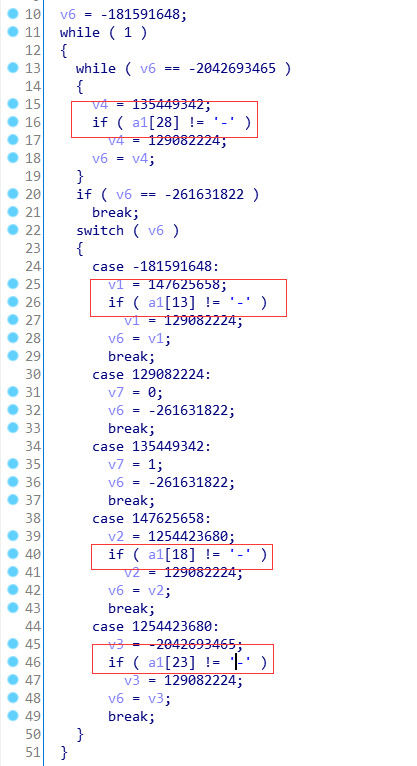 10 v6 = -181591648;
11 while ( 1 )
12 {
13 while ( v6 == -2042693465 )
14 {
15 v4 = 135449342;
16 if ( a1[28] != '-' )
17 v4 = 129082224;
18 v6 = v4;
19 }
20 if ( v6 == -261631822 )
21 break;
22 switch ( v6 )
23 {
24 case -181591648:
25 v1 = 147625658;
26 if ( a1[13] != '-' )
27 v1 = 129082224;
28 v6 = v1;
29 break;
30 case 129082224:
31 v7 = 0;
32 v6 = -261631822;
33 break;
34 case 135449342:
35 v7 = 1;
36 v6 = -261631822;
37 break;
38 case 147625658:
39 v2 = 1254423680;
40 if ( a1[18] != '-' )
41 v2 = 129082224;
42 v6 = v2;
43 break;
44 case 1254423680:
45 v3 = -2042693465;
46 if ( a1[23] != '-' )
47 v3 = 129082224;
48 v6 = v3;
49 break;
50 }
51 }